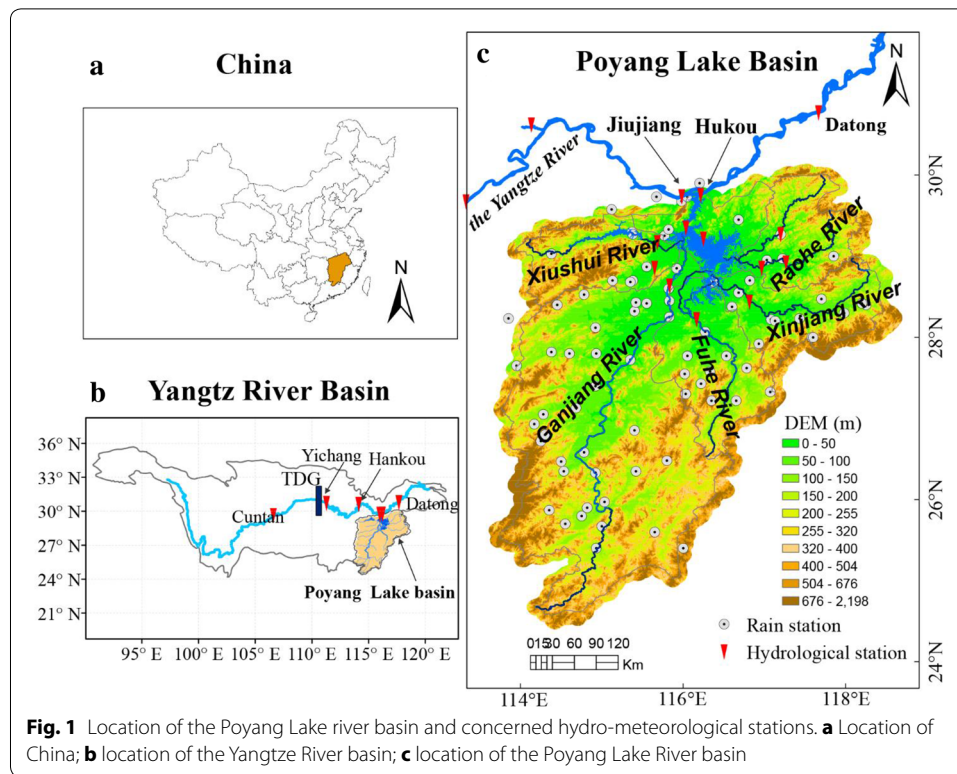 a
China
N
b
Yangtz River Basin
36° N
33° N
30° N
27° N
24° N
21° N
95° E 100° E 105° E 110° E 115° E 120° E
Yichang
TDG
Hankou
Cuntan
Datong
Poyang Lake basin
c
Poyang Lake Basin
N
Jiujiang
Hukou
Datong
the Yangtze River
Xiushui River
Raohe River
Xinjiang River
Ganjiang River
Fuhe River
30°N
28°N
26°N
24°N
DEM (m)
0 - 50
50 - 100
100 - 150
150 - 200
200 - 255
255 - 320
320 - 400
400 - 504
504 - 676
676 - 2,198
Rain station
Hydrological station
01530 60 90 120
Km
114°E 116°E 118°E
Fig. 1 Location of the Poyang Lake river basin and concerned hydro-meteorological stations. a Location of
China; b location of the Yangtze River basin; c location of the Poyang Lake River basin